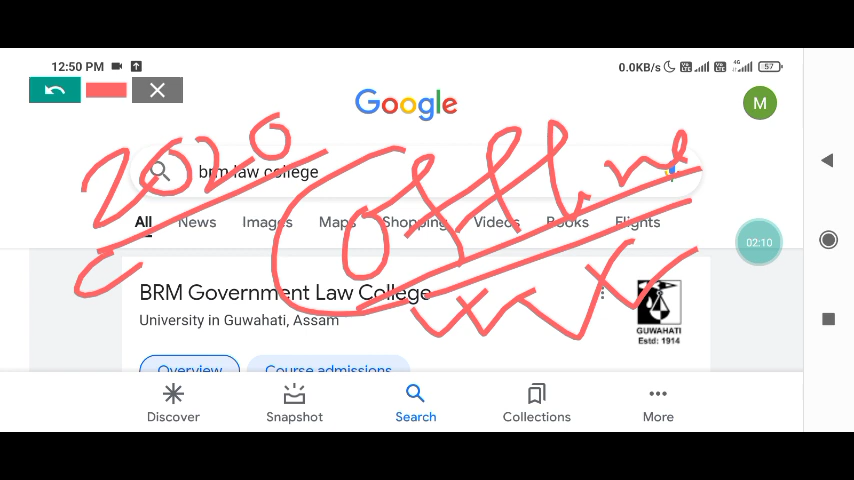 12:50 PM
0.0KB/s 4G 57
Google
M
2020
brm law college
Offline
All News Images Maps Shopping Videos Books Flights
02:10
BRM Government Law College
University in Guwahati, Assam
GUWAHATI
Estd: 1914
Overview Course admissions
Discover Snapshot Search Collections More